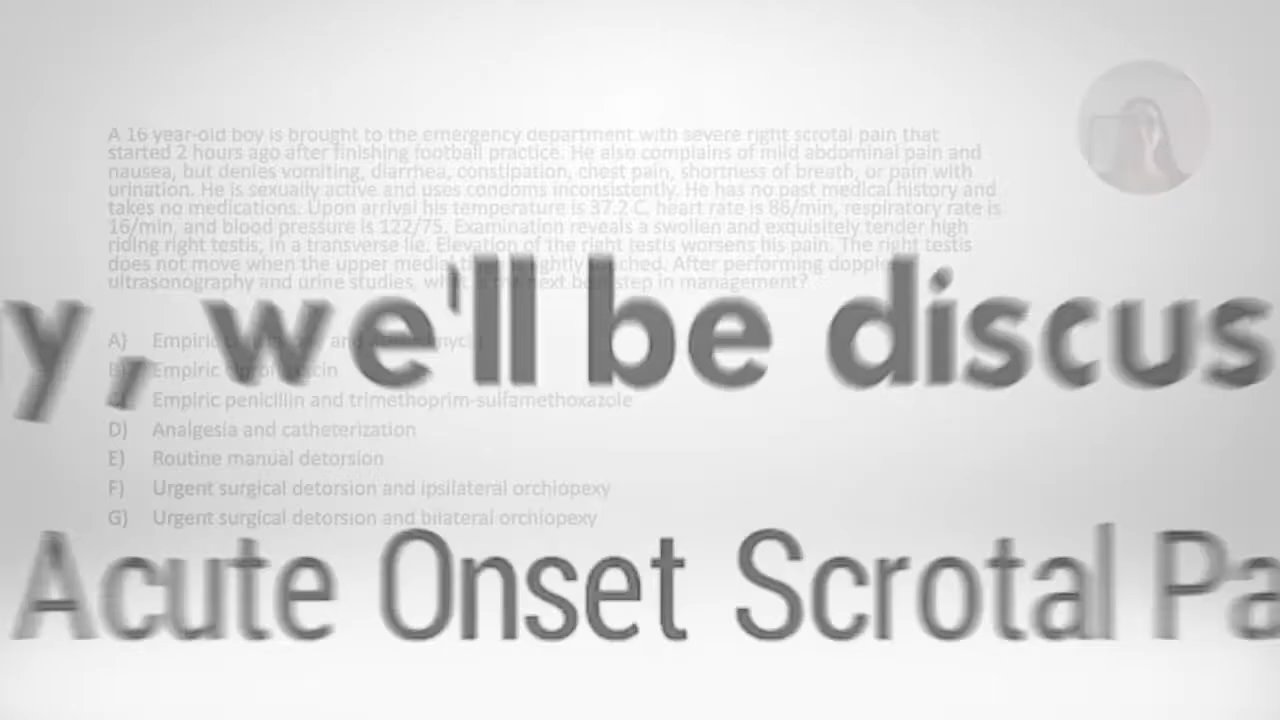 A 16 year-old boy is brought to the emergency department with severe right scrotal pain that
started 2 hours ago after finishing football practice. He also complains of mild abdominal pain and
nausea, but denies vomiting, diarrhea, constipation, chest pain, shortness of breath, or pain with
urination. He is sexually active and uses condoms inconsistently. He has no past medical history and
takes no medications. Upon arrival his temperature is 37.2 C, heart rate is 86/min, respiratory rate is
16/min, and blood pressure is 122/75. Examination reveals a swollen and exquisitely tender high
riding right testis, in a transverse lie. Elevation of the right testis worsens his pain. The right testis
does not move when the upper medial After performing doppler
ultrasonography and urine studies, next best step in management?
y, we'll be discus
A) Empiric and
B) Empiric
Empiric penicillin and trimethoprim-sulfamethoxazole
D) Analgesia and catheterization
E) Routine manual detorsion
F) Urgent surgical detorsion and ipsilateral orchiopexy
G) Urgent surgical detorsion and bilateral orchiopexy
Acute Onset Scrotal Pa